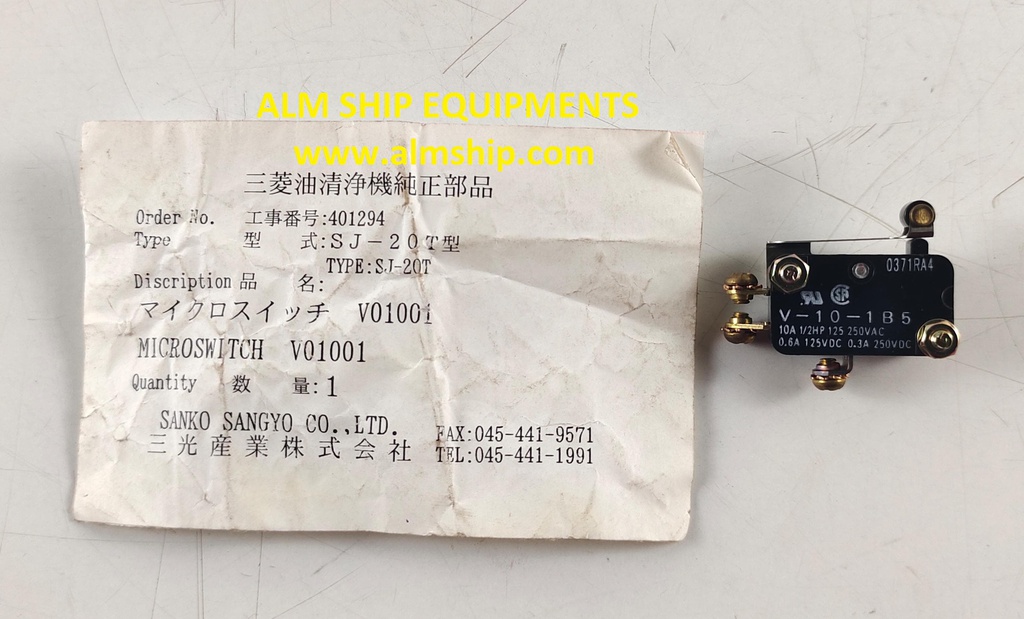 ALM SHIP EQUIPMENTS
www.almship.com
三菱油清浄機純正部品
Order No. 工事番号:401294
Type 型 式:SJ-20T型
TYPE:SJ-20T
Discription 品 名:
マイクロスイッチ V01001
MICROSWITCH V01001
Quantity 数 量:1
SANKO SANGYO CO.,LTD.
三光産業株式会社
FAX:045-441-9571
TEL:045-441-1991
0371RA4
V-10-1B5
10A 1/2HP 125 250VAC
0.6A 125VDC 0.3A 250VDC